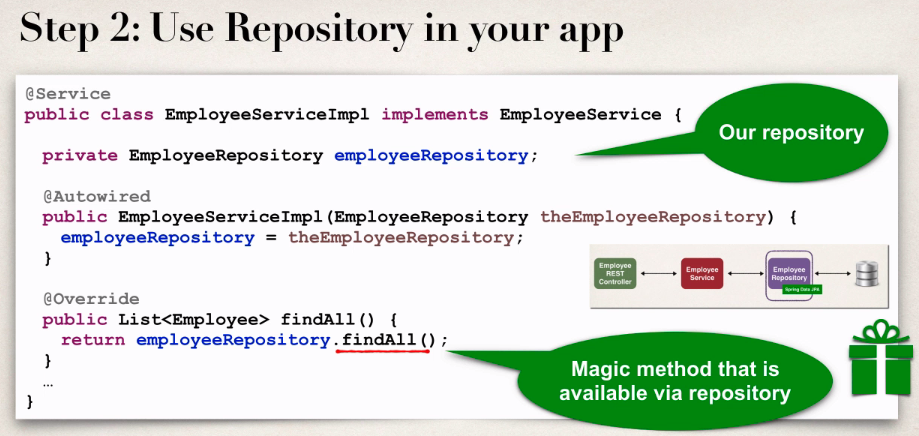 Step 2: Use Repository in your app
@Service
public class EmployeeServiceImpl implements EmployeeService {
private EmployeeRepository employeeRepository;
@Autowired
public EmployeeServiceImpl(EmployeeRepository theEmployeeRepository) {
employeeRepository = theEmployeeRepository;
}
@Override
public List<Employee> findAll() {
return employeeRepository.findAll();
}
…
}
Our repository
Employee
REST
Controller
Employee
Service
Employee
Repository
Spring Data JPA
Magic method that is
available via repository